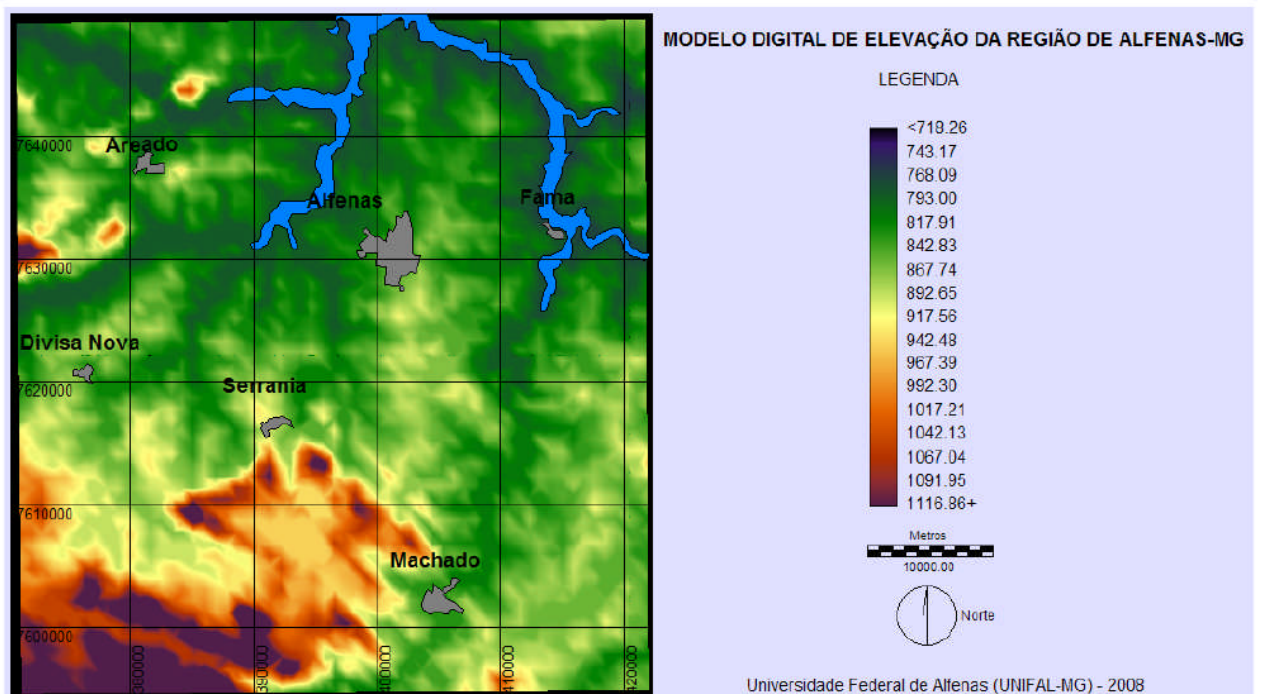 MODELO DIGITAL DE ELEVAÇÃO DA REGIÃO DE ALFENAS-MG
LEGENDA
<718.26
743.17
768.09
793.00
817.91
842.83
867.74
892.65
917.56
942.48
967.39
992.30
1017.21
1042.13
1067.04
1091.95
1116.86+
Metros
10000.00
Norte
Universidade Federal de Alfenas (UNIFAL-MG) - 2008
7640000
Areado
Alfenas
Fama
7630000
Divisa Nova
7620000
Serrania
7610000
Machado
7600000
380000
390000
400000
410000
420000